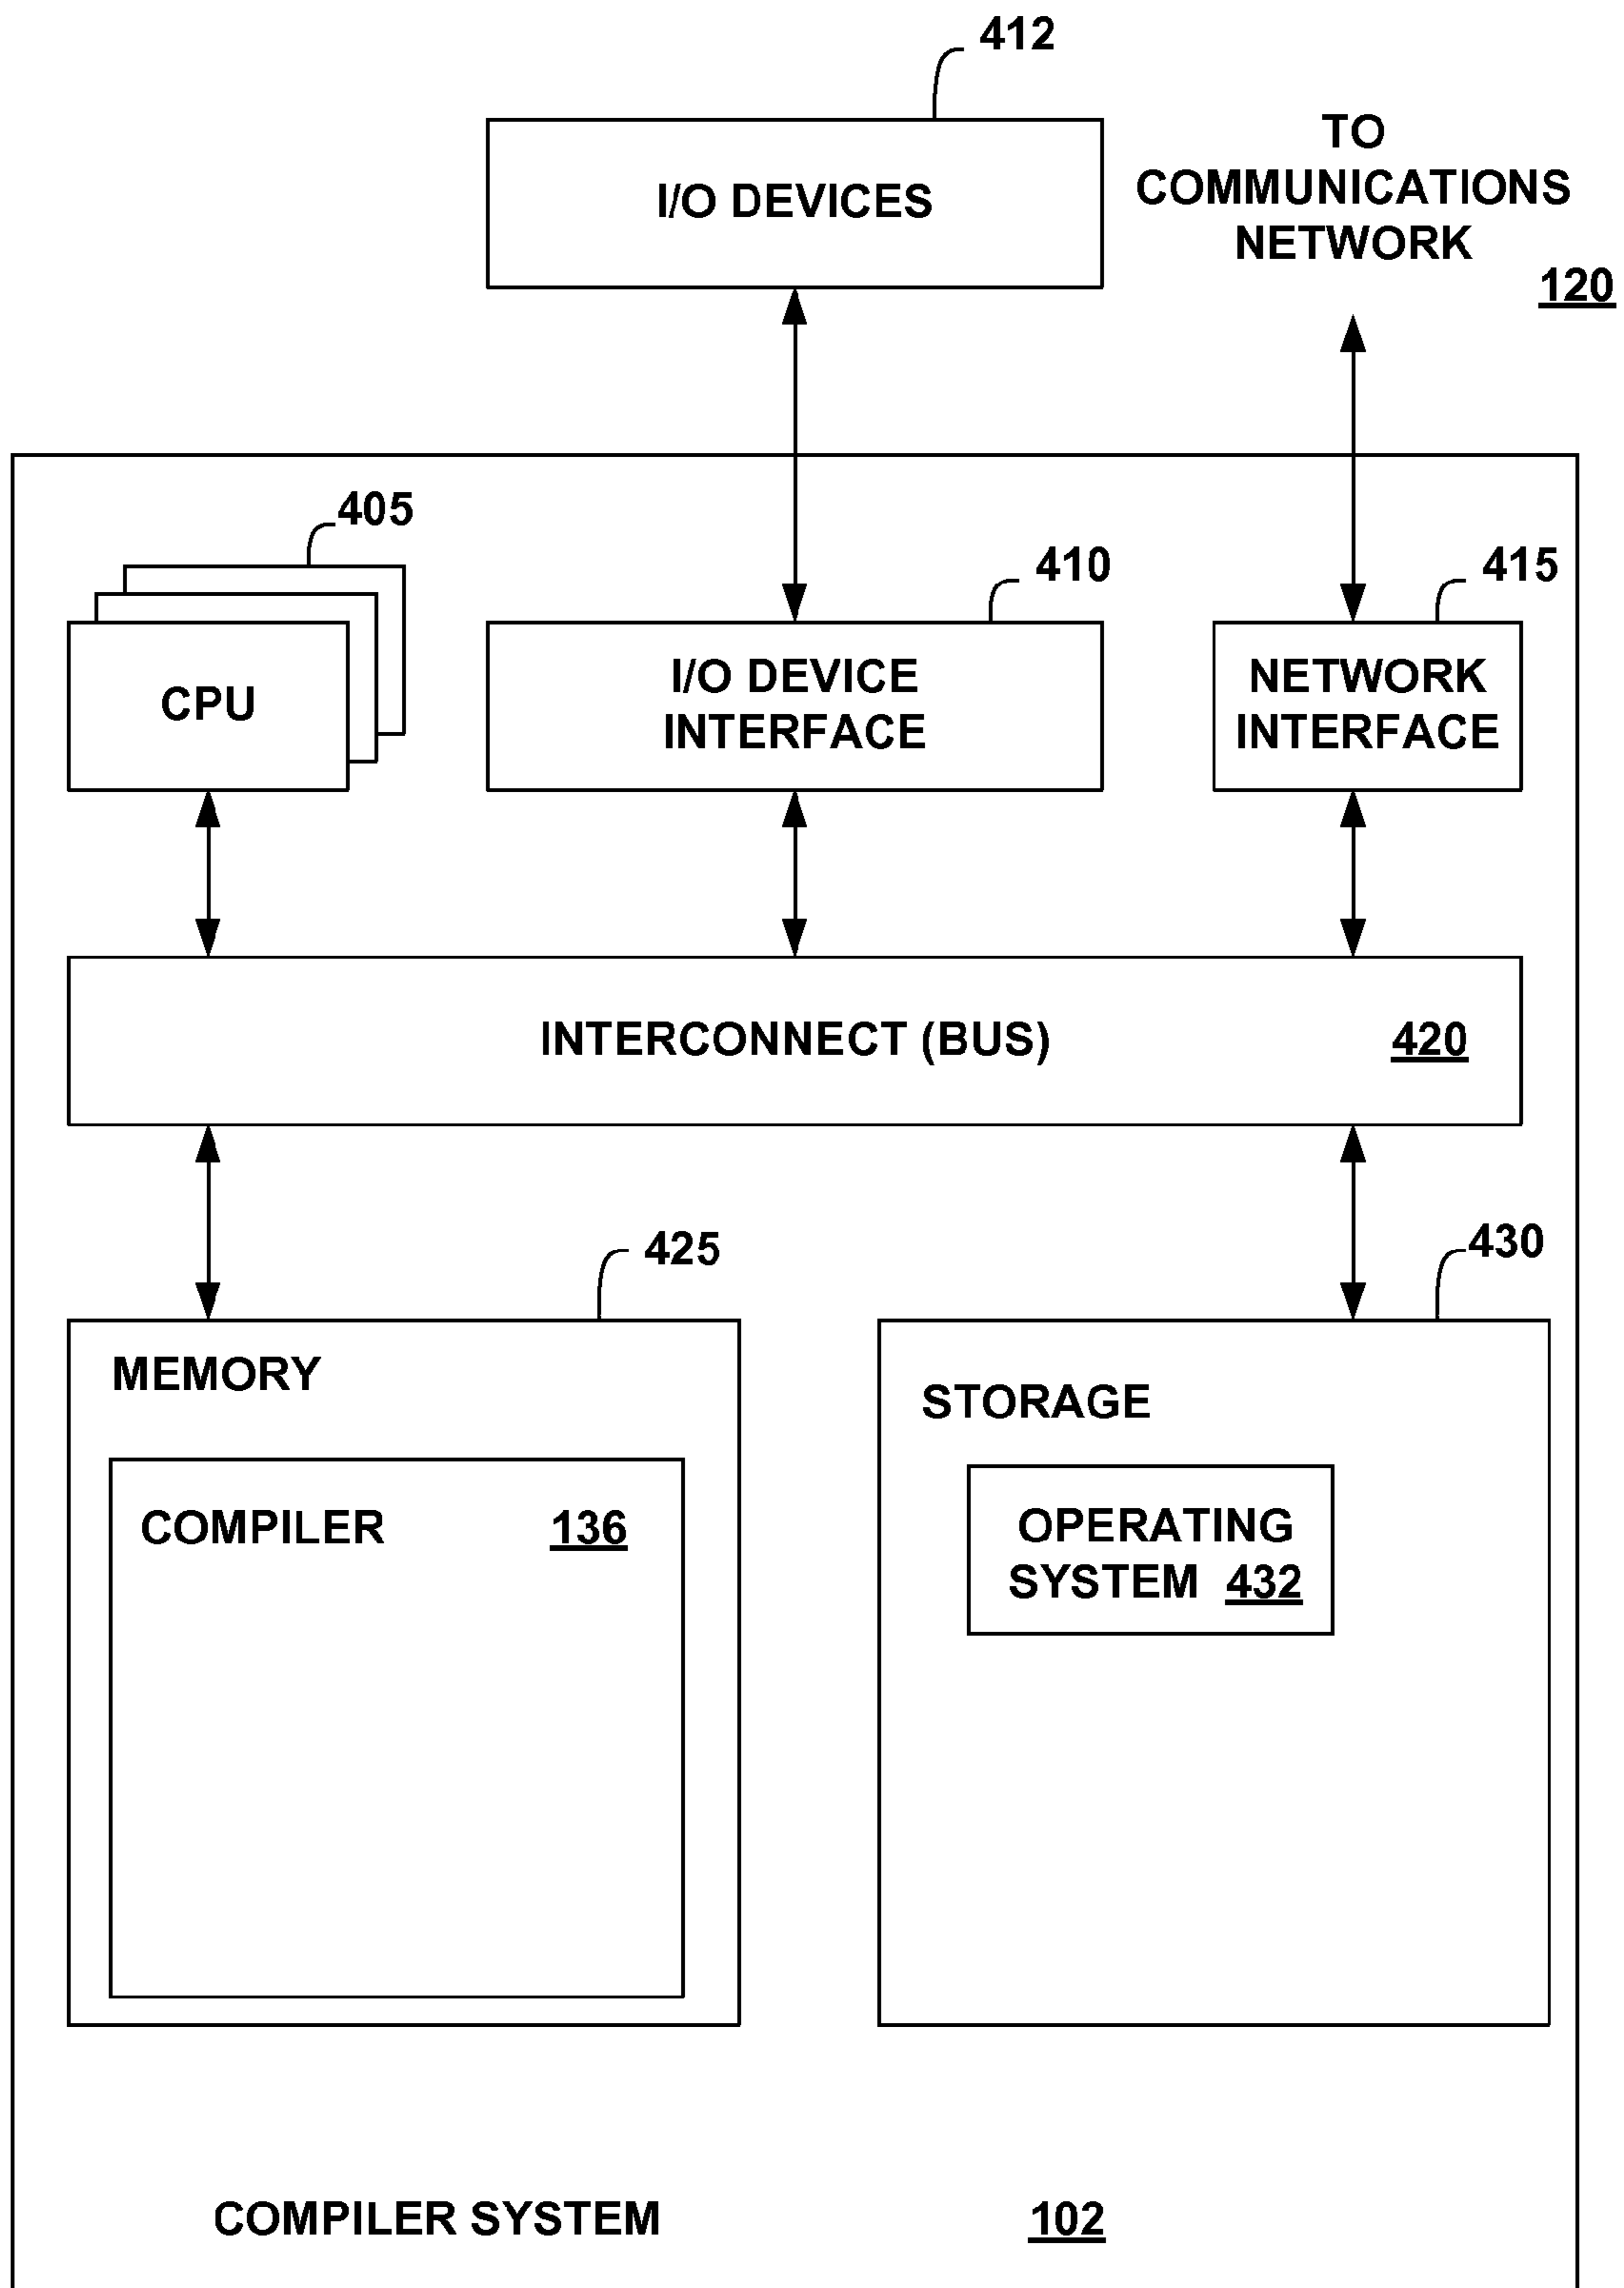 412
I/O DEVICES
TO
COMMUNICATIONS
NETWORK
120
405
410
415
CPU
I/O DEVICE
INTERFACE
NETWORK
INTERFACE
INTERCONNECT (BUS) 420
425
430
MEMORY
STORAGE
COMPILER 136
OPERATING
SYSTEM 432
COMPILER SYSTEM 102